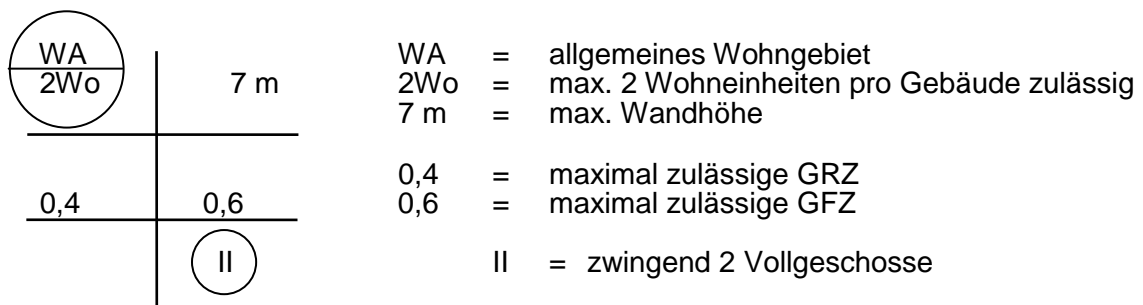 WA
2Wo 7 m
0,4 0,6
II
WA = allgemeines Wohngebiet
2Wo = max. 2 Wohneinheiten pro Gebäude zulässig
7 m = max. Wandhöhe
0,4 = maximal zulässige GRZ
0,6 = maximal zulässige GFZ
II = zwingend 2 Vollgeschosse